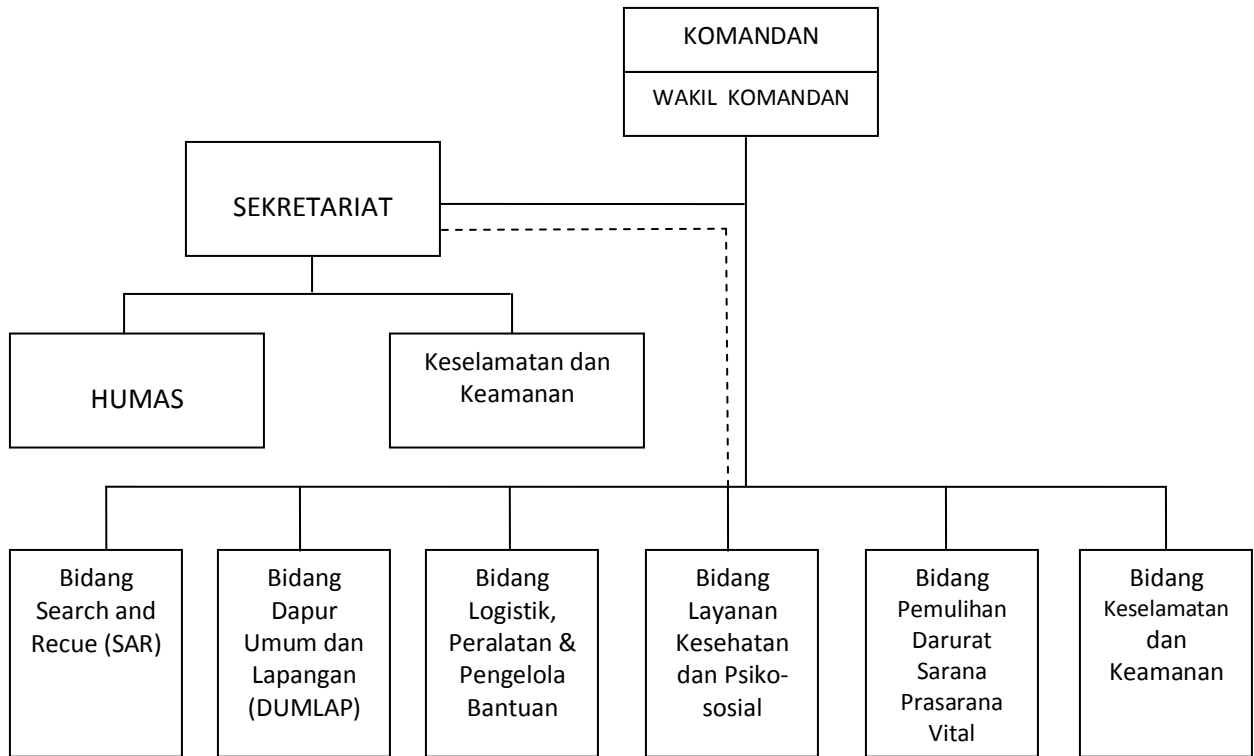 KOMANDAN
WAKIL KOMANDAN
SEKRETARIAT
HUMAS
Keselamatan dan
Keamanan
Bidang
Search and
Recue (SAR)
Bidang
Dapur
Umum dan
Lapangan
(DUMLAP)
Bidang
Logistik,
Peralatan &
Pengelola
Bantuan
Bidang
Layanan
Kesehatan
dan Psiko-
sosial
Bidang
Pemulihan
Darurat
Sarana
Prasarana
Vital
Bidang
Keselamatan
dan
Keamanan